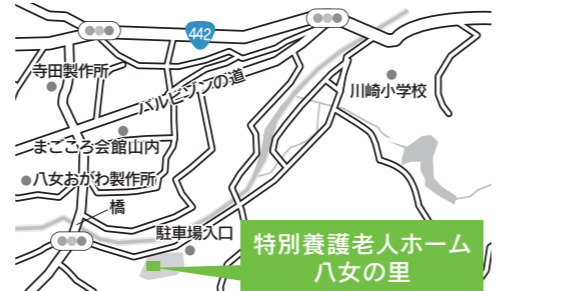 442
寺田製作所
バルビゾンの道
川崎小学校
まごころ会館山内
八女おがわ製作所
橋
駐車場入口
特別養護老人ホーム
八女の里